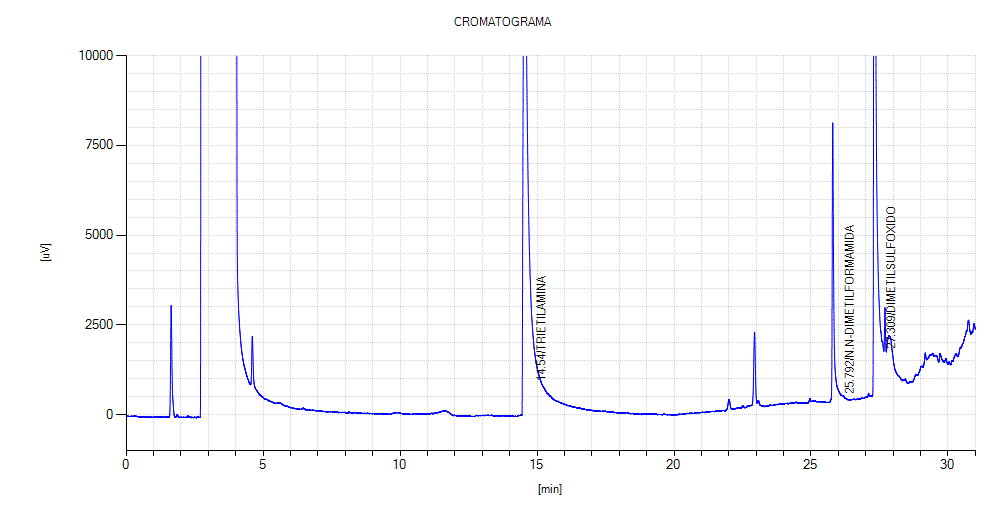 CROMATOGRAMA
10000
7500
5000
2500
0
[uV]
14.54/TRIETILAMINA
25.792/N.N-DIMETILFORMAMIDA
27.309/DIMETILSULFOXIDO
0 5 10 15 20 25 30
[min]